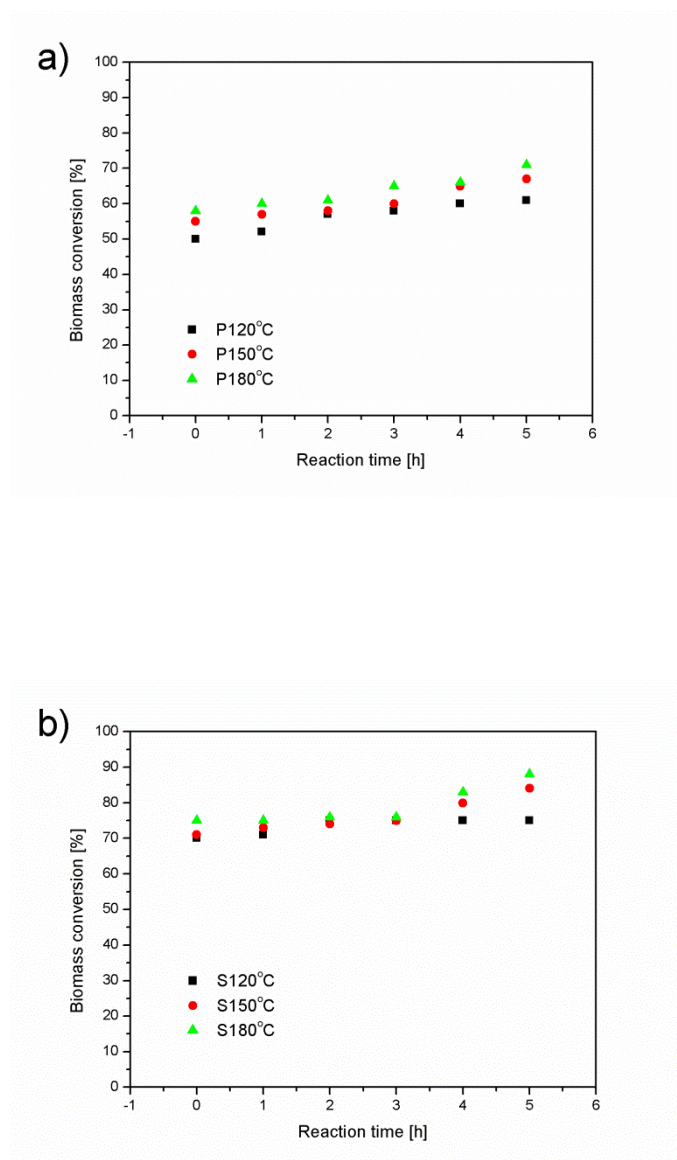 a)
100
90
80
70
60
50
40
30
20
10
0
Biomass conversion [%]
P120°C
P150°C
P180°C
-1 0 1 2 3 4 5 6
Reaction time [h]
b)
100
90
80
70
60
50
40
30
20
10
0
Biomass conversion [%]
S120°C
S150°C
S180°C
-1 0 1 2 3 4 5 6
Reaction time [h]